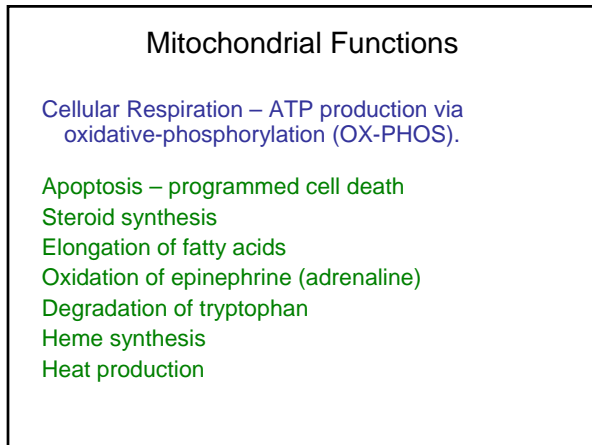 Mitochondrial Functions
Cellular Respiration – ATP production via
oxidative-phosphorylation (OX-PHOS).
Apoptosis – programmed cell death
Steroid synthesis
Elongation of fatty acids
Oxidation of epinephrine (adrenaline)
Degradation of tryptophan
Heme synthesis
Heat production